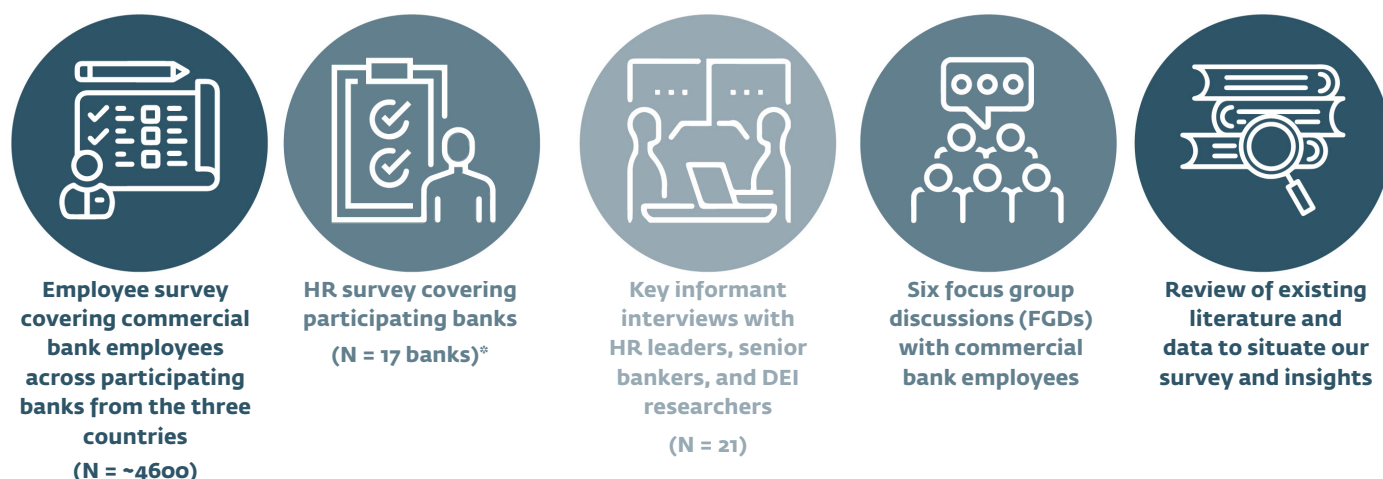 Employee survey
covering commercial
bank employees
across participating
banks from the three
countries
(N = ~4600)
HR survey covering
participating banks
(N = 17 banks)*
Key informant
interviews with
HR leaders, senior
bankers, and DEI
researchers
(N = 21)
Six focus group
discussions (FGDs)
with commercial
bank employees
Review of existing
literature and
data to situate our
survey and insights